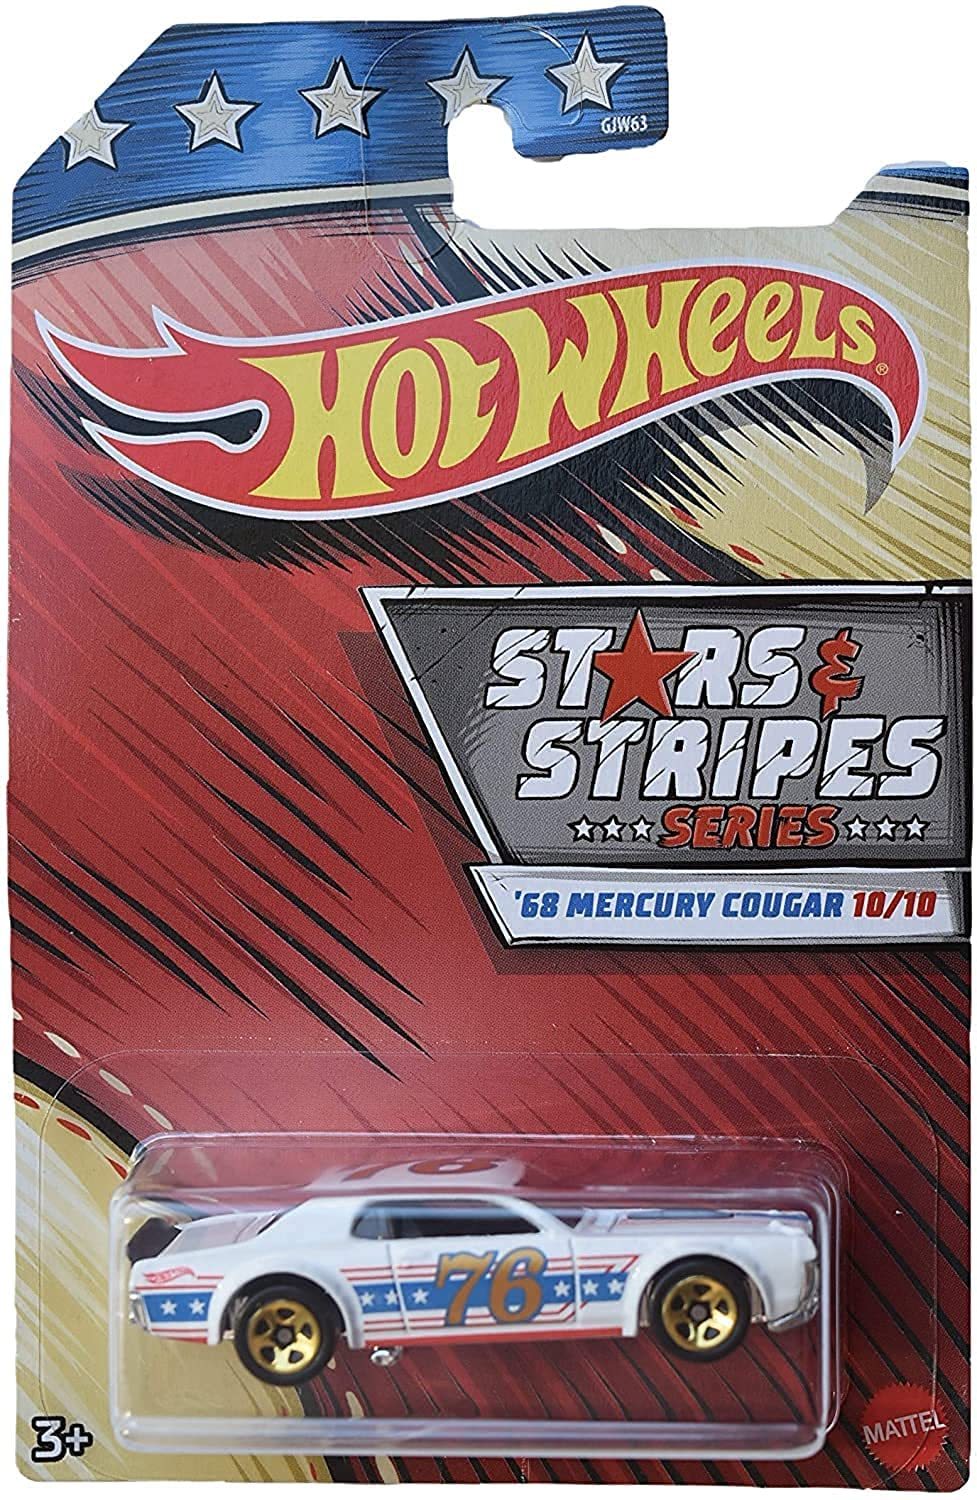 GJW63
HOT WHEELS®
STARS &
STRIPES
SERIES
'68 MERCURY COUGAR 10/10
76
76
3+
MATTEL